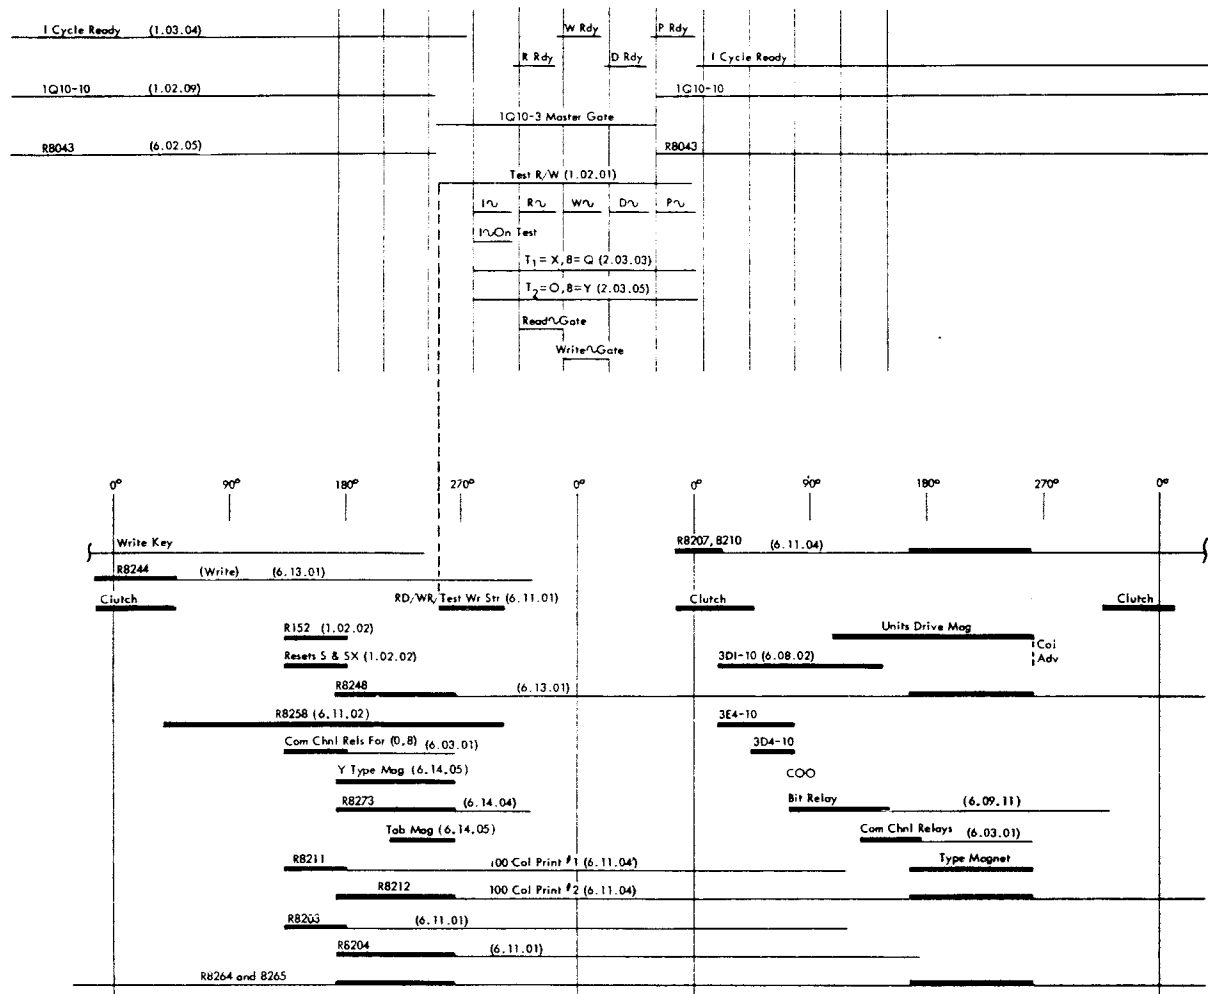 W Rdy P Rdy
I Cycle Ready (1.03.04)
R Rdy D Rdy I Cycle Ready
1Q10-10 (1.02.09) 1Q10-10
1Q10-3 Master Gate
R8043 (6.02.05) R8043
Test R/W (1.02.01)
I∿ R∿ W∿ D∿ P∿
I∿On Test
T1 = X,8= Q (2.03.03)
T2 = O,8= Y (2.03.05)
Read∿Gate
Write∿Gate
0° 90° 180° 270° 0° 0° 90° 180° 270° 0°
Write Key R8207, 8210 (6.11.04)
R8244 (Write) (6.13.01)
Clutch RD/WR/Test Wr Str (6.11.01) Clutch Clutch
R152 (1.02.02) Units Drive Mag
Col
Adv
Resets S & SX (1.02.02) 3DI-10 (6.08.02)
R8248 (6.13.01)
R8258 (6.11.02) 3E4-10
Com Chnl Rels For (0,8) (6.03.01) 3D4-10
Y Type Mag (6.14.05) COO
R8273 (6.14.04) Bit Relay (6.09.11)
Tab Mag (6.14.05) Com Chnl Relays (6.03.01)
R8211 100 Col Print #1 (6.11.04) Type Magnet
R8212 100 Col Print #2 (6.11.04)
R8203 (6.11.01)
R8204 (6.11.01)
R8264 and 8265